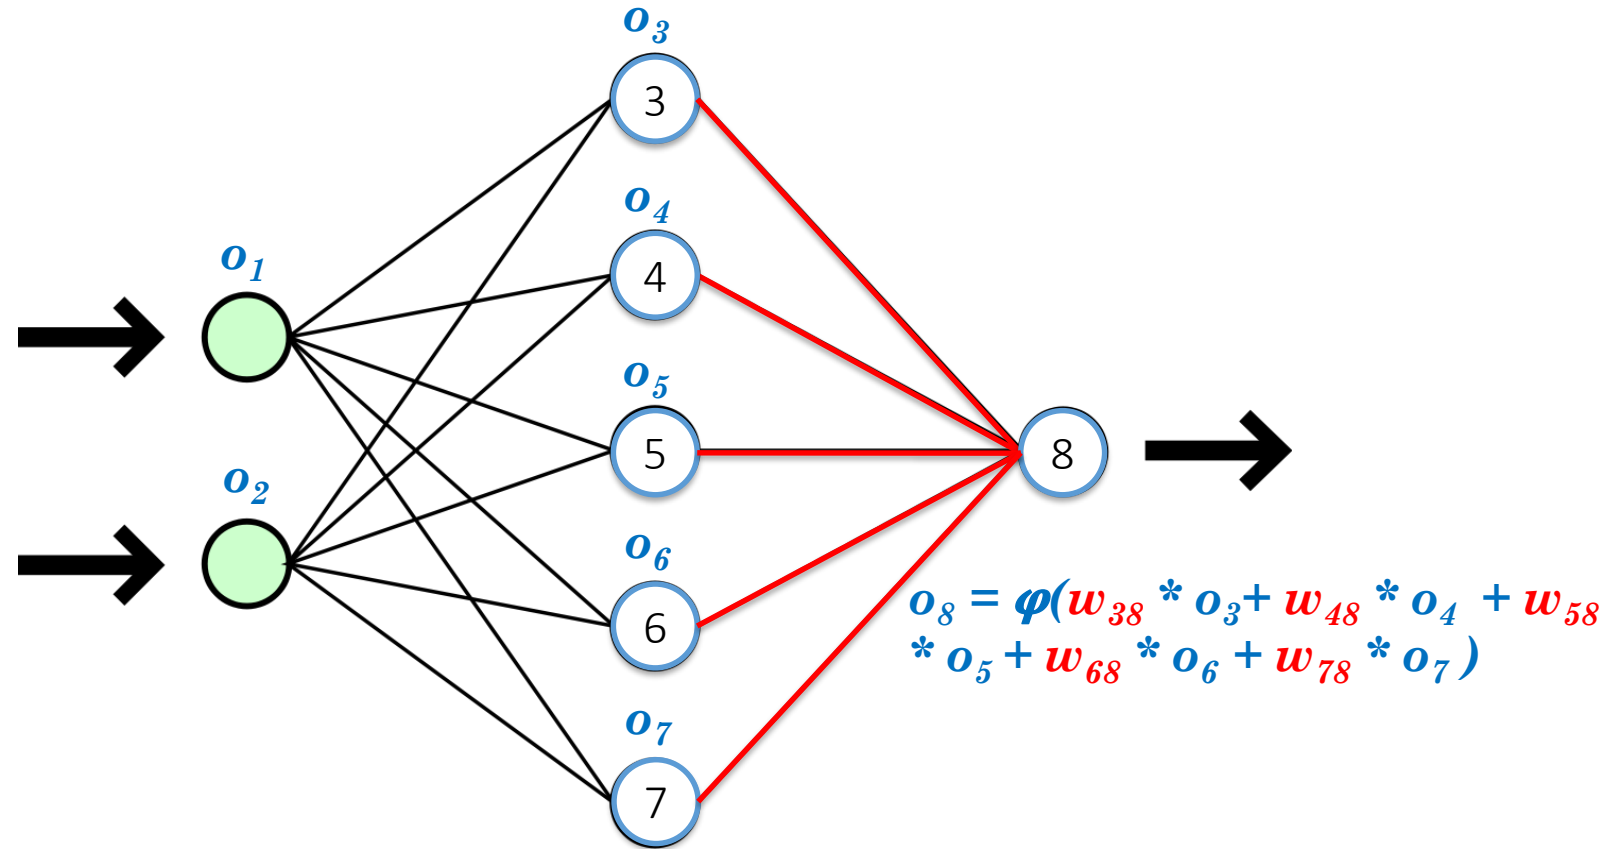 o3
3
o4
4
o1
o5
5
8
o2
o6
6
o8 = φ(w38 * o3+ w48 * o4 + w58
* o5 + w68 * o6 + w78 * o7 )
o7
7